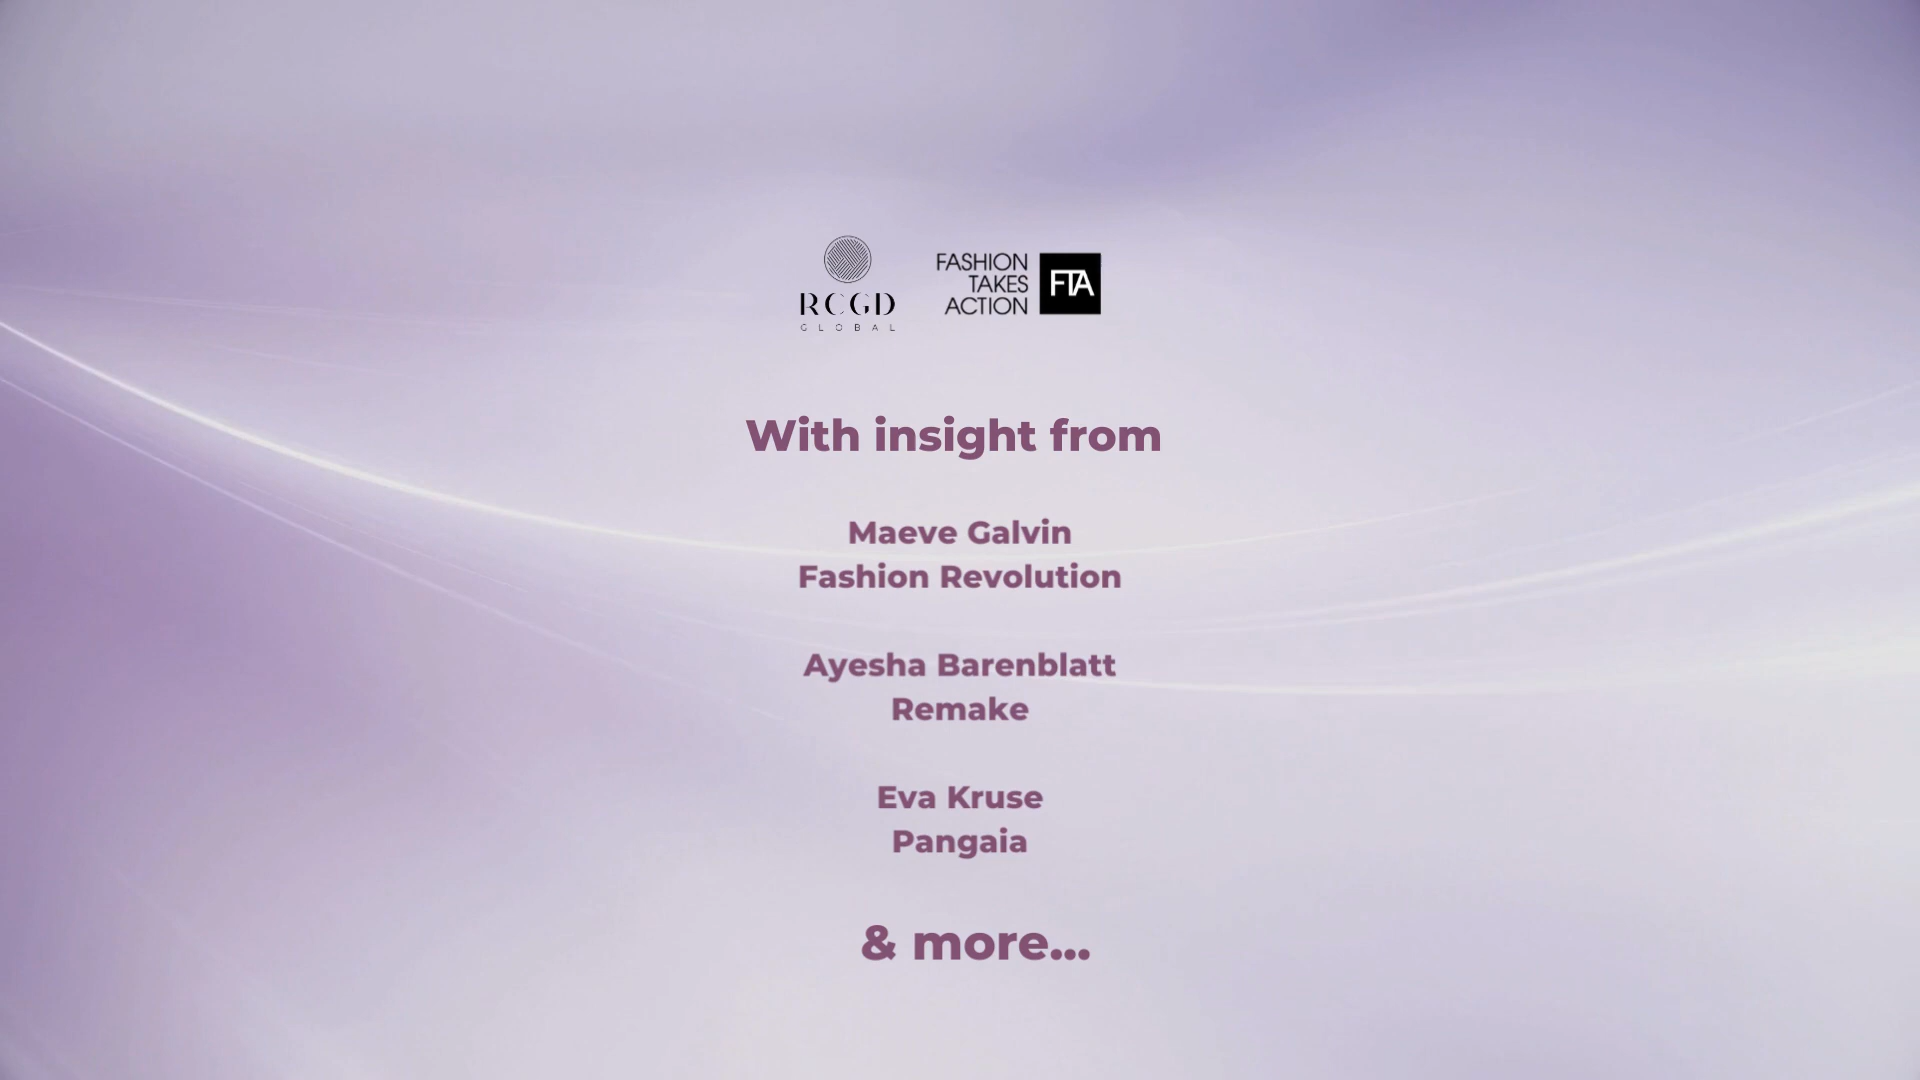 RCGD
GLOBAL
FASHION
TAKES
ACTION
FTA
With insight from
Maeve Galvin
Fashion Revolution
Ayesha Barenblatt
Remake
Eva Kruse
Pangaia
& more...